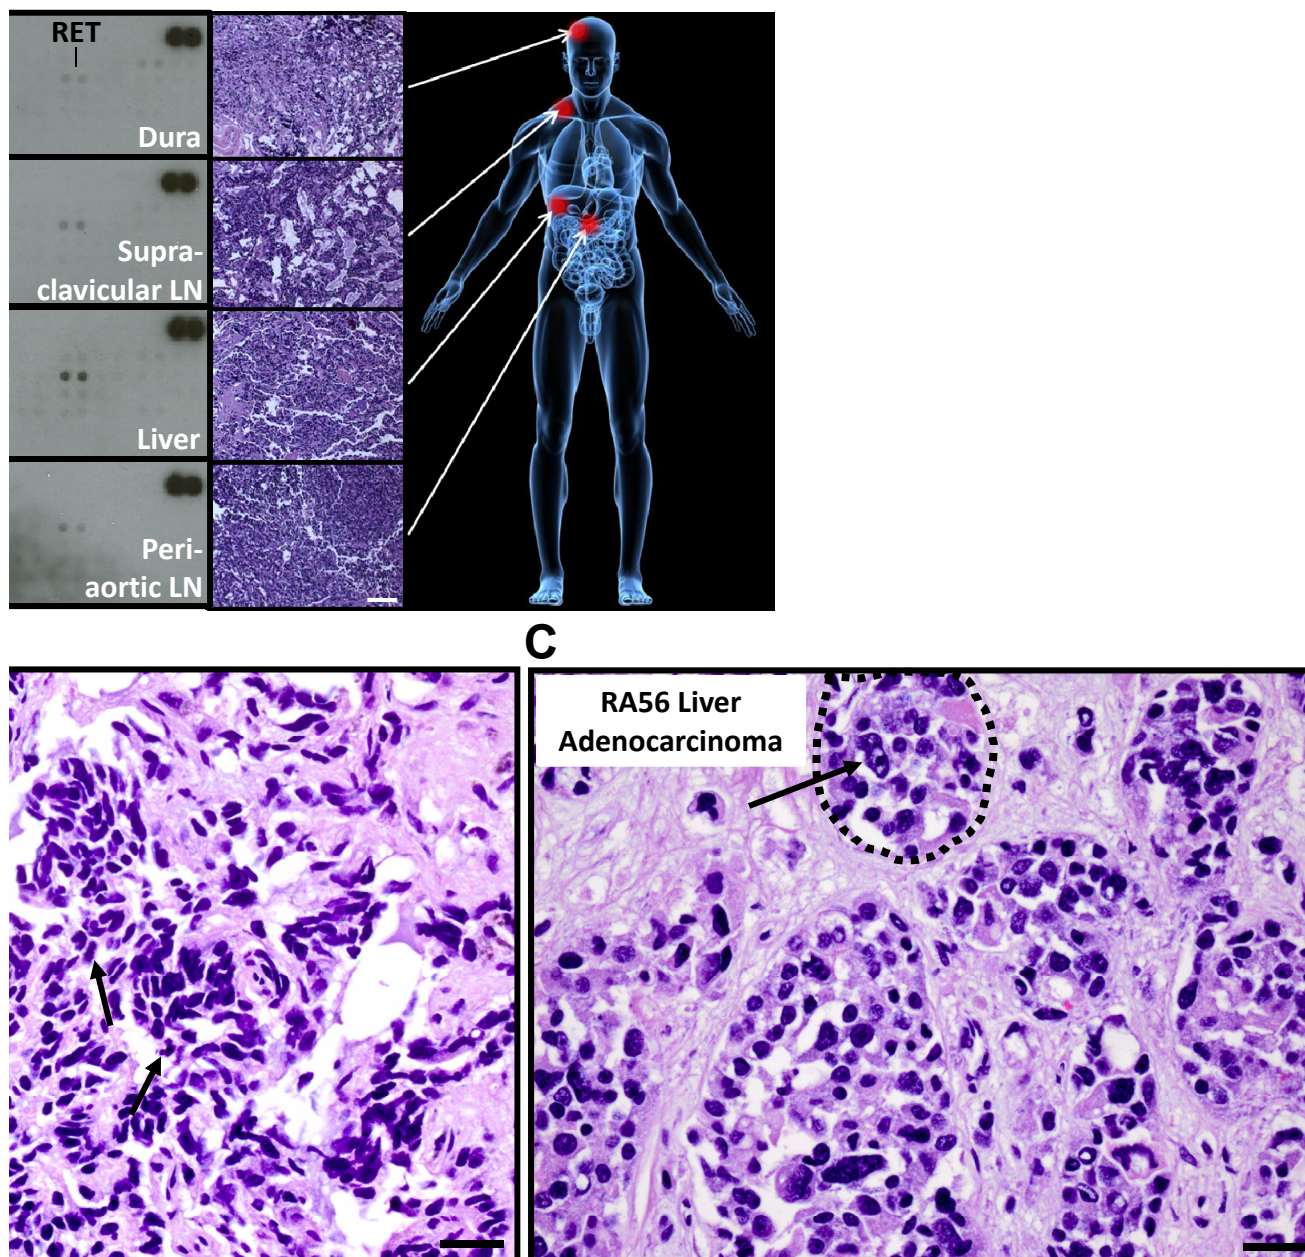 RET
Dura
Supra-
clavicular LN
Liver
Peri-
aortic LN
C
RA56 Liver
Adenocarcinoma